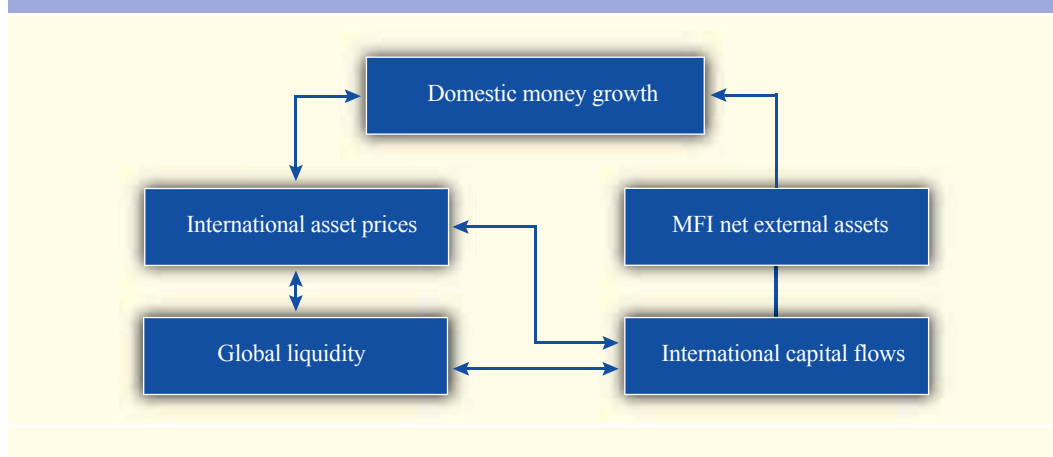 Domestic money growth
International asset prices
MFI net external assets
Global liquidity
International capital flows